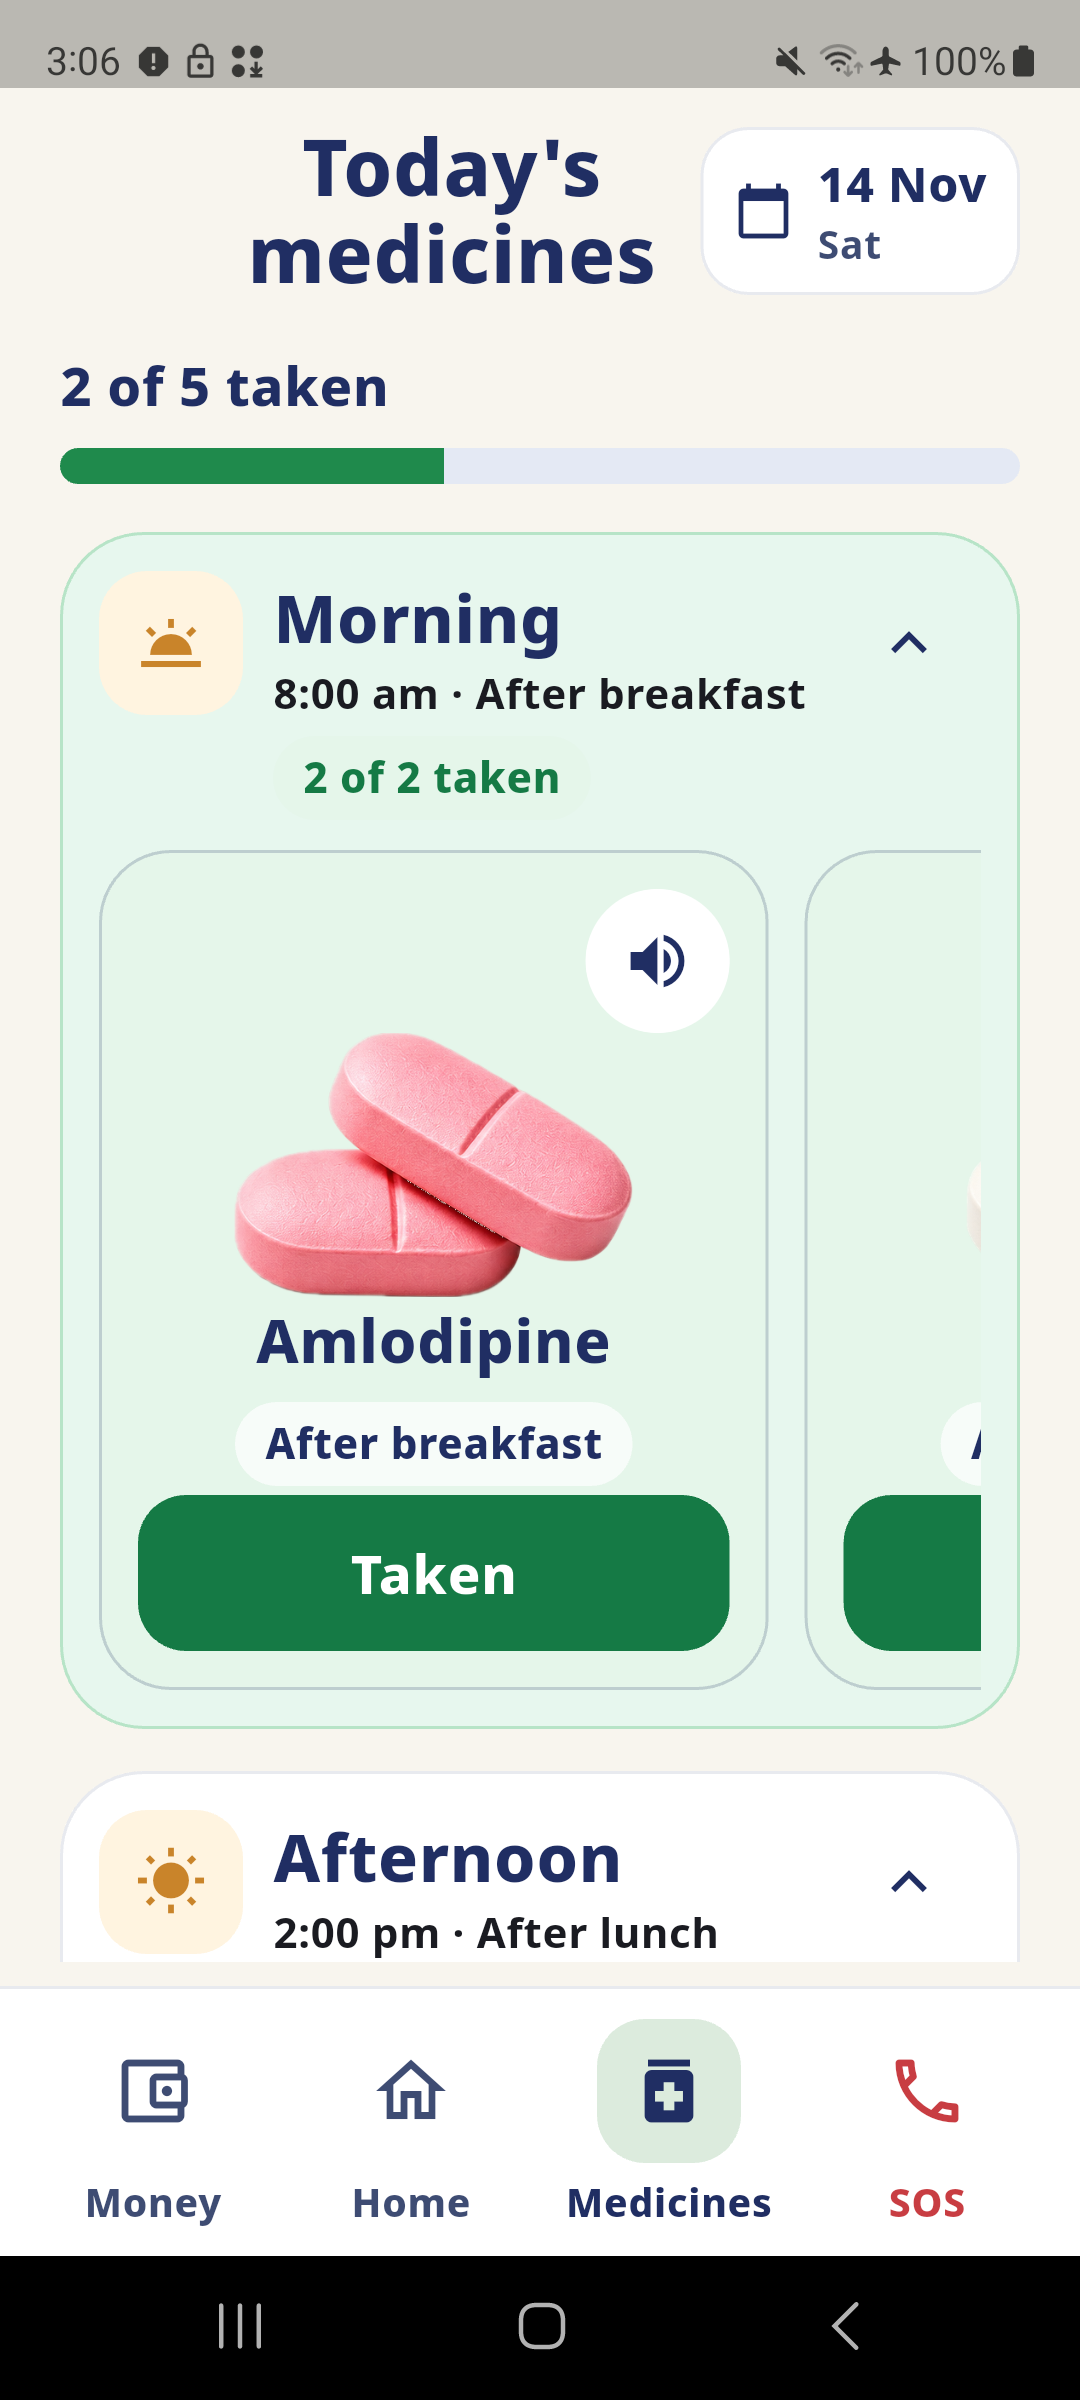 3:06
100%
Today's
medicines
14 Nov
Sat
2 of 5 taken
Morning
8:00 am · After breakfast
2 of 2 taken
Amlodipine
After breakfast
Taken
Afternoon
2:00 pm · After lunch
Money
Home
Medicines
SOS